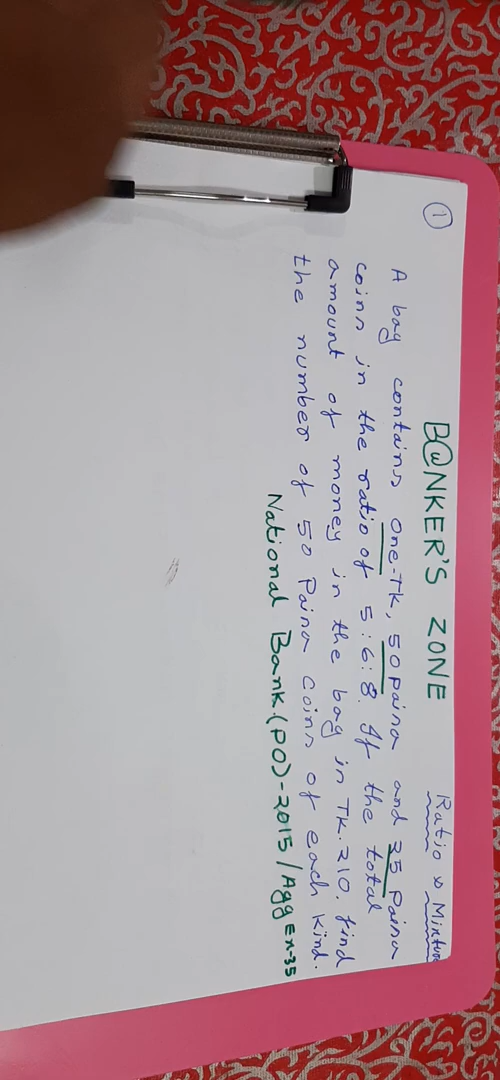 B@NKER'S ZONE
Ratio & Mixture
①
A bag contains one-TK, 50 paisa and 25 Paisa
coins in the ratio of 5:6:8. If the total
amount of money in the bag is TK. 210. find
the number of 50 Paisa coins of each kind.
National Bank (PO)-2015/Agg Ex-35